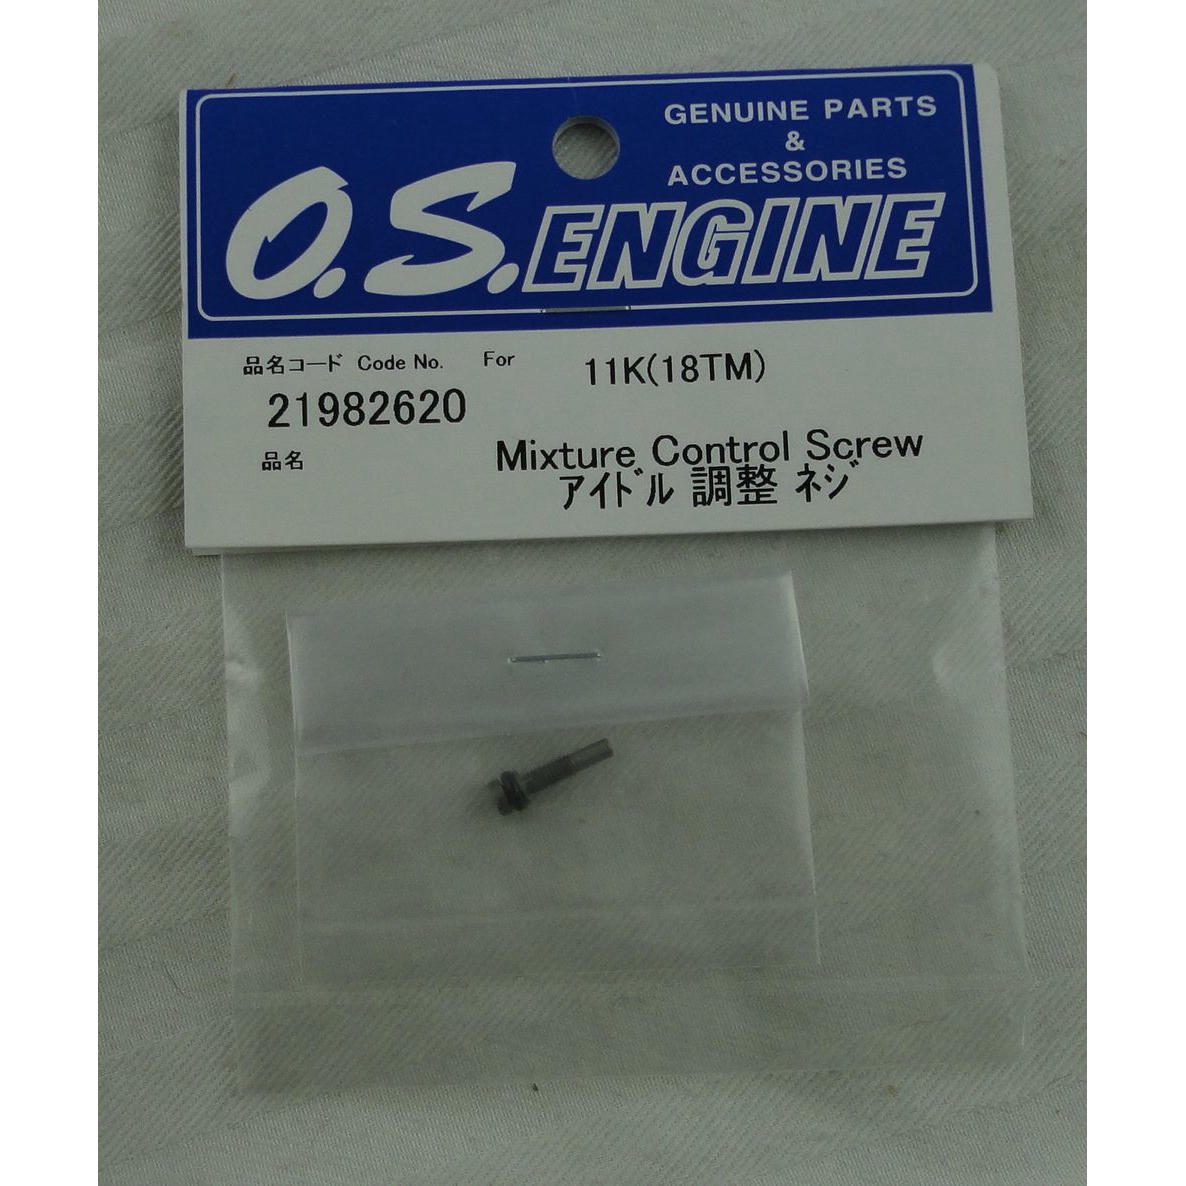 GENUINE PARTS
&
ACCESSORIES
O.S.ENGINE
品名コード Code No. For 11K(18TM)
21982620
品名 Mixture Control Screw
アイドル 調整 ネジ